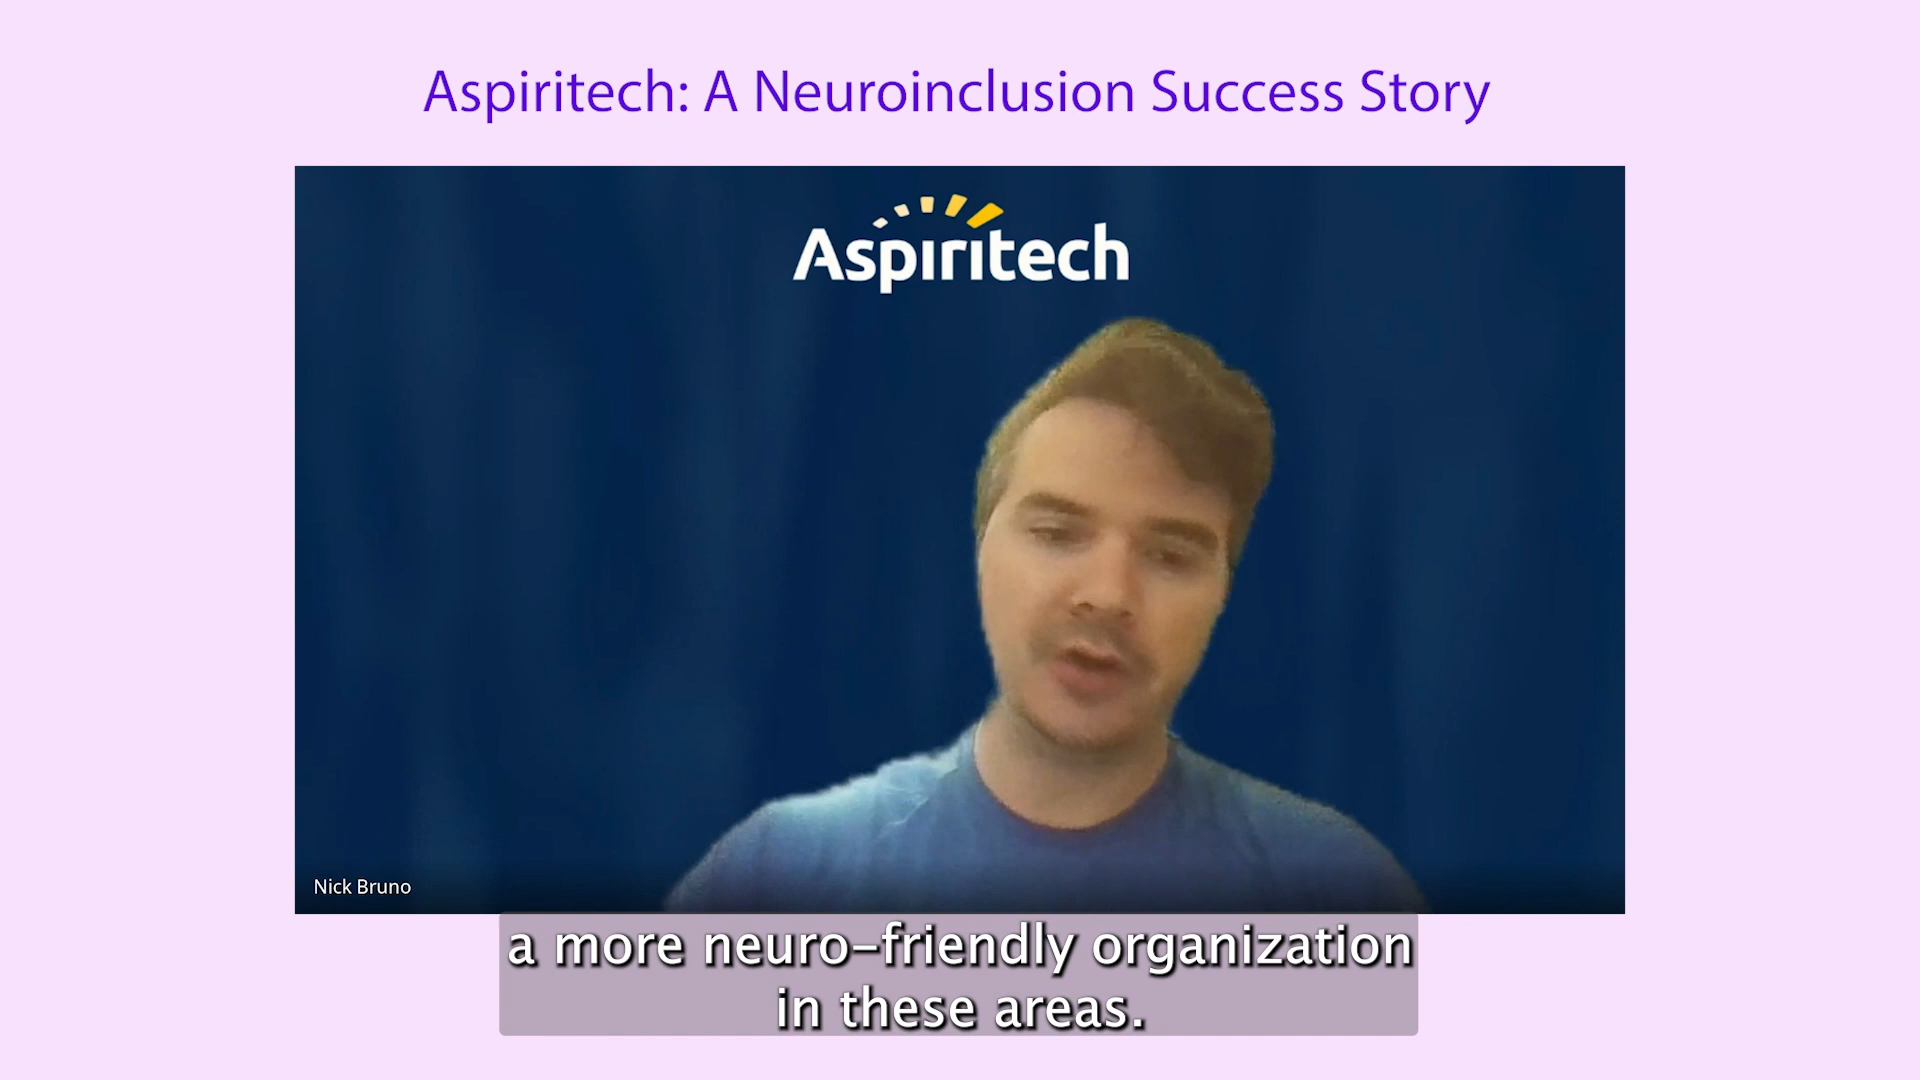 Aspiritech: A Neuroinclusion Success Story
Aspiritech
Nick Bruno
a more neuro-friendly organization
in these areas.